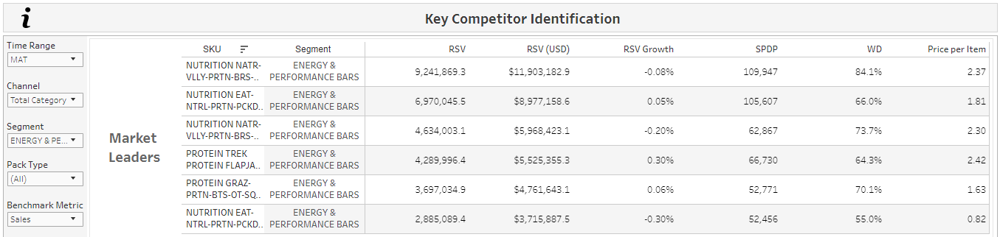 i
Key Competitor Identification
Time Range
MAT
Channel
Total Category
Segment
ENERGY & PE...
Pack Type
(All)
Benchmark Metric
Sales
Market
Leaders
SKU Segment RSV RSV (USD) RSV Growth SPDP WD Price per Item
NUTRITION NATR- ENERGY &
VLLY-PRTN-BRS-.. PERFORMANCE BARS 9,241,869.3 $11,903,182.9 -0.08% 109,947 84.1% 2.37
NUTRITION EAT- ENERGY &
NTRL-PRTN-PCKD.. PERFORMANCE BARS 6,970,045.5 $8,977,158.6 0.05% 105,607 66.0% 1.81
NUTRITION NATR- ENERGY &
VLLY-PRTN-BRS-.. PERFORMANCE BARS 4,634,003.1 $5,968,423.1 -0.20% 62,867 73.7% 2.30
PROTEIN TREK ENERGY &
PROTEIN FLAPJA.. PERFORMANCE BARS 4,289,996.4 $5,525,355.3 0.30% 66,730 64.3% 2.42
PROTEIN GRAZ- ENERGY &
PRTN-BTS-OT-SQ.. PERFORMANCE BARS 3,697,034.9 $4,761,643.1 0.06% 52,771 70.1% 1.63
NUTRITION EAT- ENERGY &
NTRL-PRTN-PCKD.. PERFORMANCE BARS 2,885,089.4 $3,715,887.5 -0.30% 52,456 55.0% 0.82